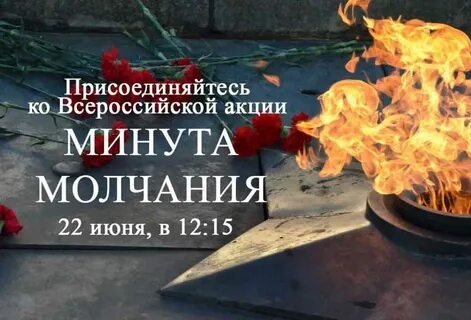 Присоединяйтесь
ко Всероссийской акции
МИНУТА
МОЛЧАНИЯ
22 июня, в 12:15